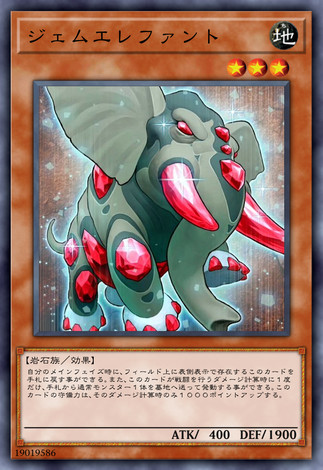 ジェムエレファント
地
【岩石族／効果】
自分のメインフェイズ時に、フィールド上に表側表示で存在するこのカードを
手札に戻す事ができる。また、このカードが戦闘を行うダメージ計算時に１度
だけ、手札から通常モンスター１体を墓地へ送って発動する事ができる。こ
のカードの守備力は、そのダメージ計算時のみ１０００ポイントアップする。
ATK/ 400 DEF/1900
19019586